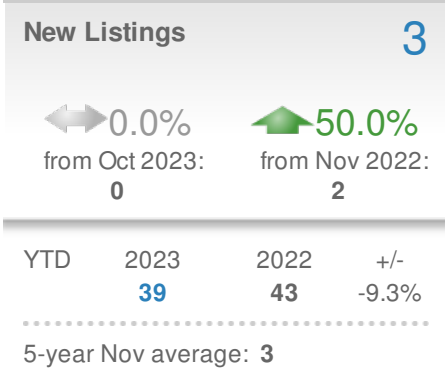 New Listings 3
0.0% 50.0%
from Oct 2023: from Nov 2022:
0 2
YTD 2023 2022 +/-
39 43 -9.3%
5-year Nov average: 3